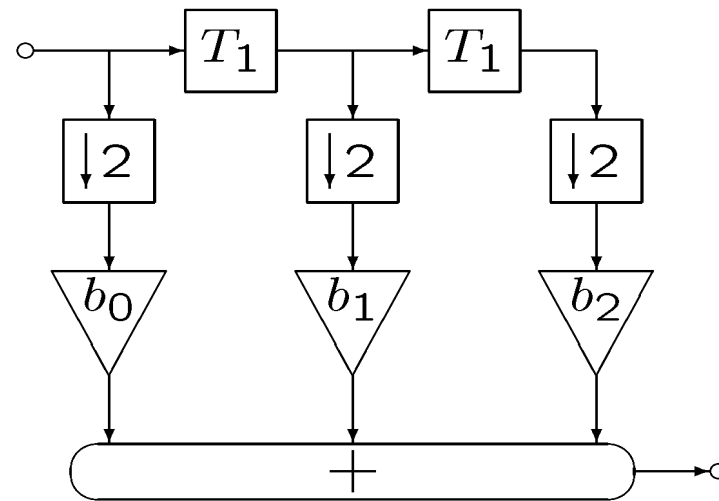 T₁ T₁
↓2 ↓2 ↓2
b₀ b₁ b₂
+